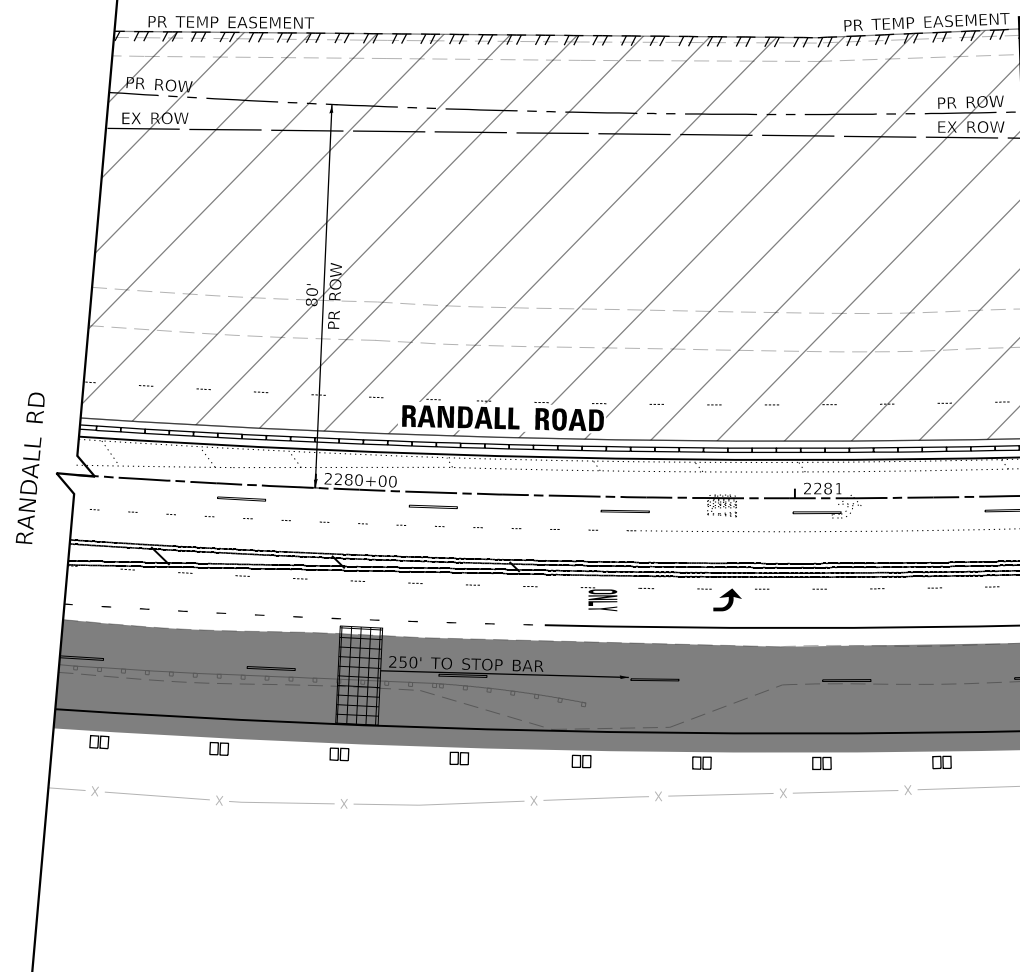 PR TEMP EASEMENT
PR TEMP EASEMENT
PR ROW
PR ROW
EX ROW
EX ROW
80'
PR ROW
RANDALL ROAD
RANDALL RD
2280+00
2281
ONLY
250' TO STOP BAR
X X X X X X X X